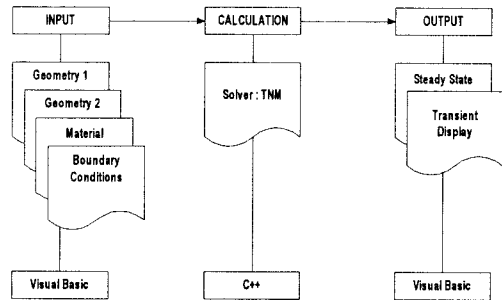 INPUT
CALCULATION
OUTPUT
Geometry 1
Geometry 2
Material
Boundary
Conditions
Solver : TNM
Steady State
Transient
Display
Visual Basic
C++
Visual Basic